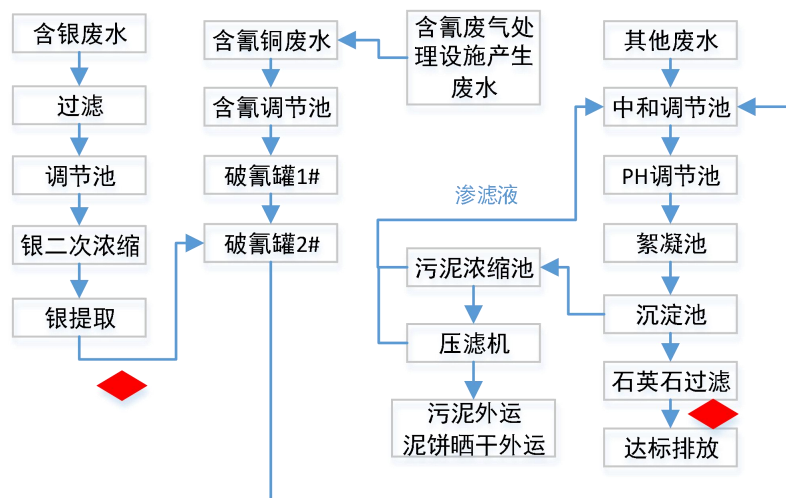 含银废水
过滤
调节池
银二次浓缩
银提取
含氰铜废水
含氰调节池
破氰罐1#
破氰罐2#
含氰废气处
理设施产生
废水
渗滤液
污泥浓缩池
压滤机
污泥外运
泥饼晒干外运
其他废水
中和调节池
PH调节池
絮凝池
沉淀池
石英石过滤
达标排放